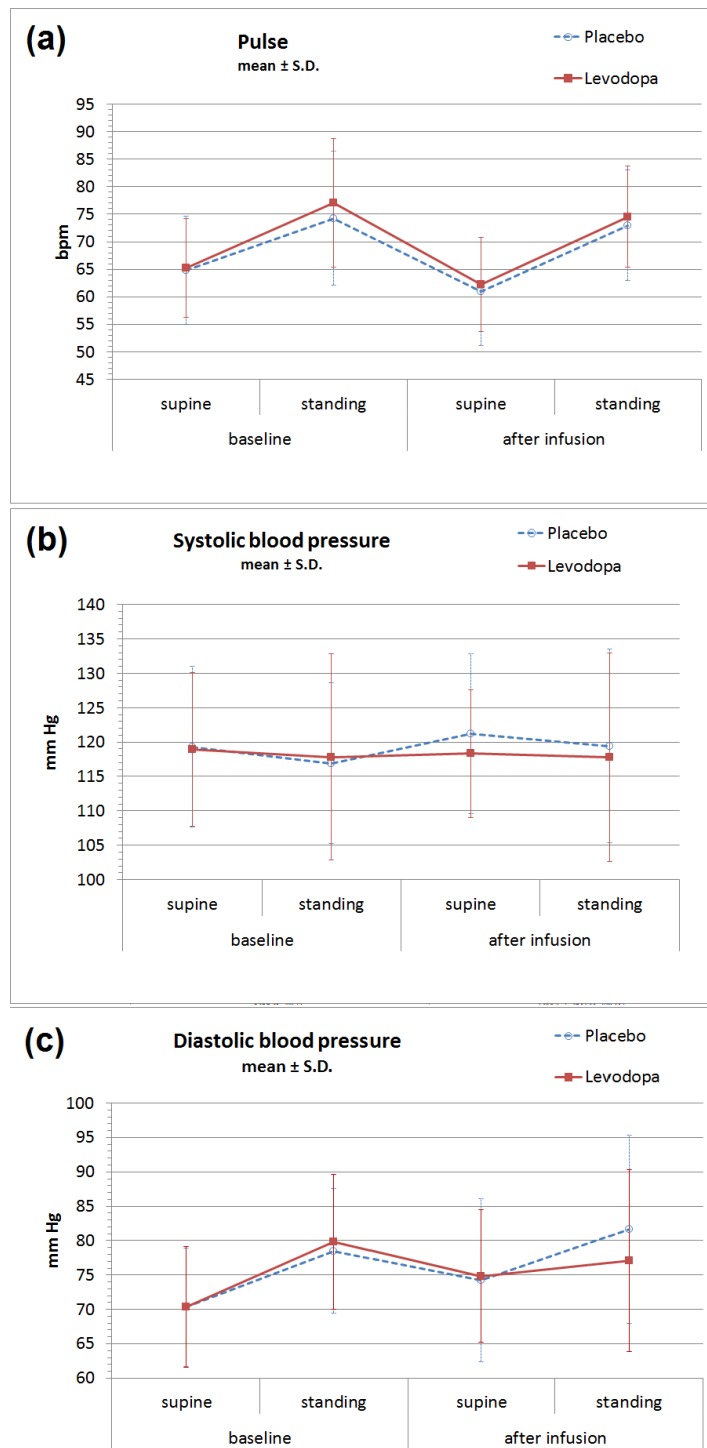 (a)
Pulse
mean ± S.D.
Placebo
Levodopa
95
90
85
80
75
70
65
60
55
50
45
bpm
supine standing supine standing
baseline after infusion
(b)
Systolic blood pressure
mean ± S.D.
Placebo
Levodopa
140
135
130
125
120
115
110
105
100
mm Hg
supine standing supine standing
baseline after infusion
(c)
Diastolic blood pressure
mean ± S.D.
Placebo
Levodopa
100
95
90
85
80
75
70
65
60
mm Hg
supine standing supine standing
baseline after infusion